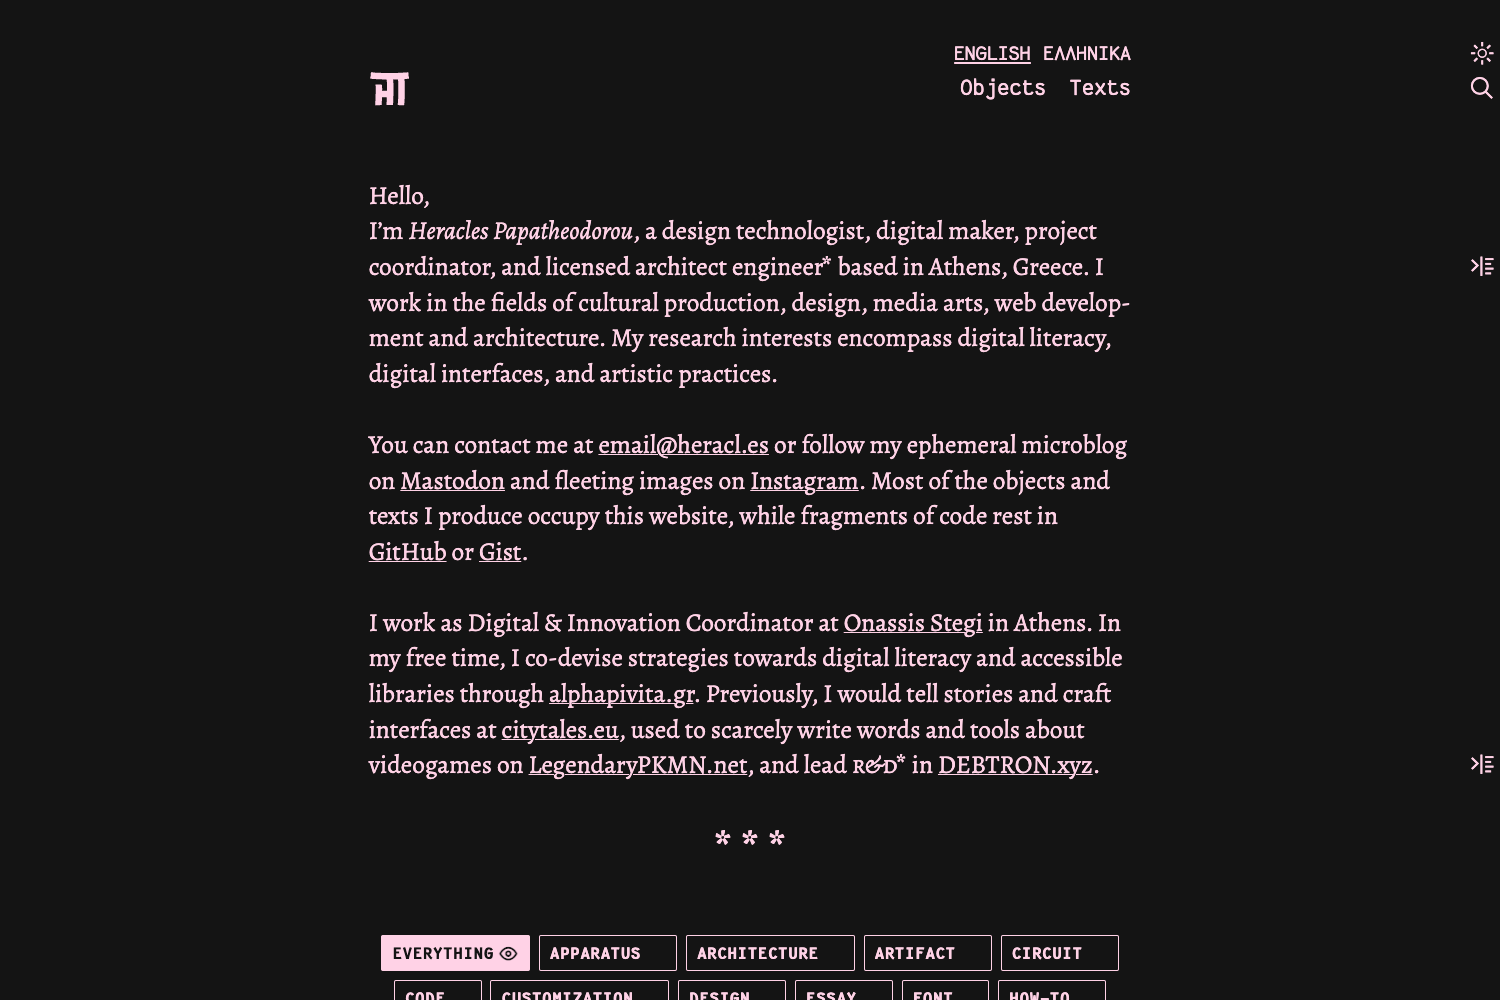 ENGLISH ΕΛΛΗΝΙΚΑ
Objects Texts
Hello,
I’m Heracles Papatheodorou, a design technologist, digital maker, project
coordinator, and licensed architect engineer* based in Athens, Greece. I
work in the fields of cultural production, design, media arts, web develop-
ment and architecture. My research interests encompass digital literacy,
digital interfaces, and artistic practices.
You can contact me at email@heracl.es or follow my ephemeral microblog
on Mastodon and fleeting images on Instagram. Most of the objects and
texts I produce occupy this website, while fragments of code rest in
GitHub or Gist.
I work as Digital & Innovation Coordinator at Onassis Stegi in Athens. In
my free time, I co-devise strategies towards digital literacy and accessible
libraries through alphapivita.gr. Previously, I would tell stories and craft
interfaces at citytales.eu, used to scarcely write words and tools about
videogames on LegendaryPKMN.net, and lead R&D* in DEBTRON.xyz.
* * *
EVERYTHING APPARATUS ARCHITECTURE ARTIFACT CIRCUIT
CODE CUSTOMIZATION DESIGN ESSAY FONT HOW-TO